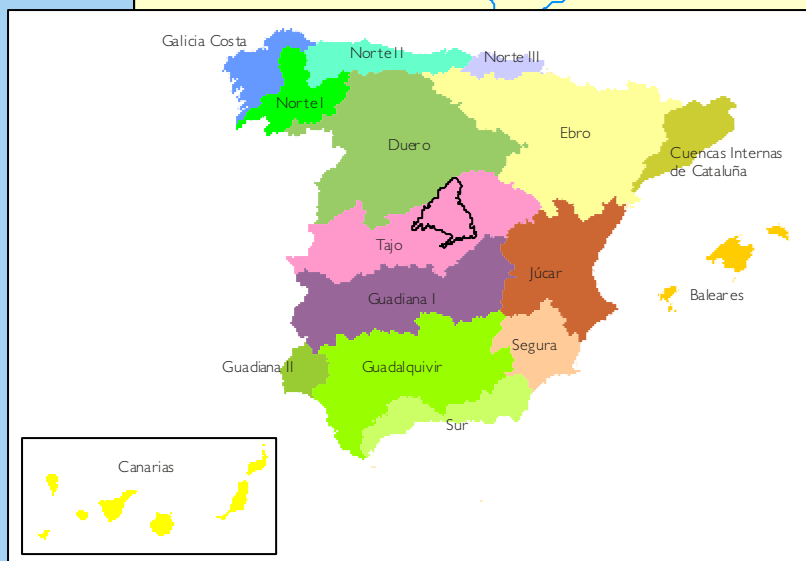 Galicia Costa
Norte II
Norte III
Norte I
Duero
Ebro
Cuencas Internas
de Cataluña
Tajo
Júcar
Guadiana I
Baleares
Segura
Guadiana II
Guadalquivir
Sur
Canarias